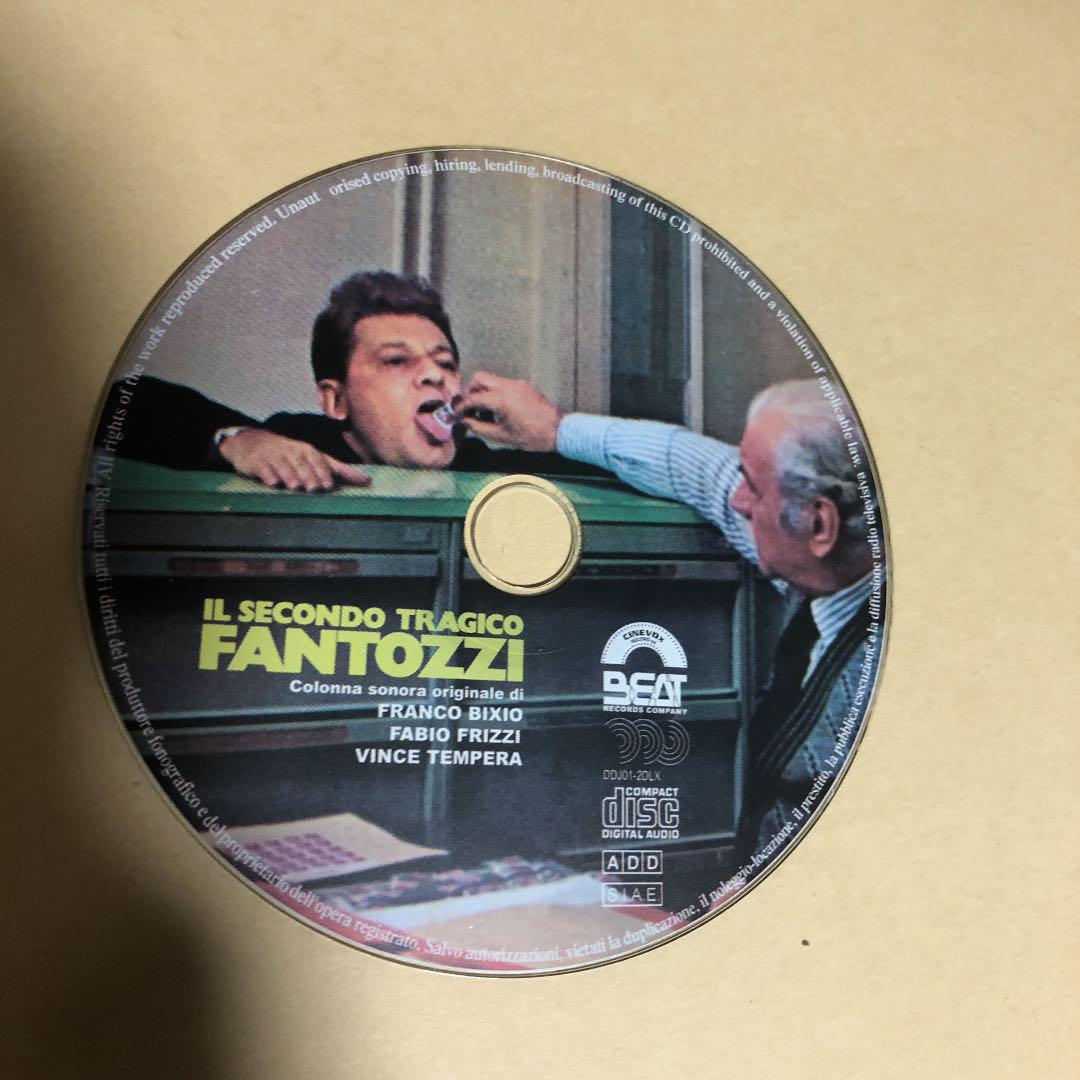 All rights of the work reproduced reserved. Unaut orised copying, hiring, lending, broadcasting of this CD prohibited and a violation of applicable law.
Riservati tutti i diritti del produttore fonografico e del proprietario dell'opera registrato. Salvo autorizzazioni, vietati la duplicazione, il noleggio-locazione, il prestito, la pubblica esecuzione e la diffusione radio televisiva.
IL SECONDO TRAGICO
FANTOZZI
Colonna sonora originale di
FRANCO BIXIO
FABIO FRIZZI
VINCE TEMPERA
CINEVOX
RECORD
BEAT
RECORDS COMPANY
DDJ01-2DLX
COMPACT
disc
DIGITAL AUDIO
ADD
S.I.A.E